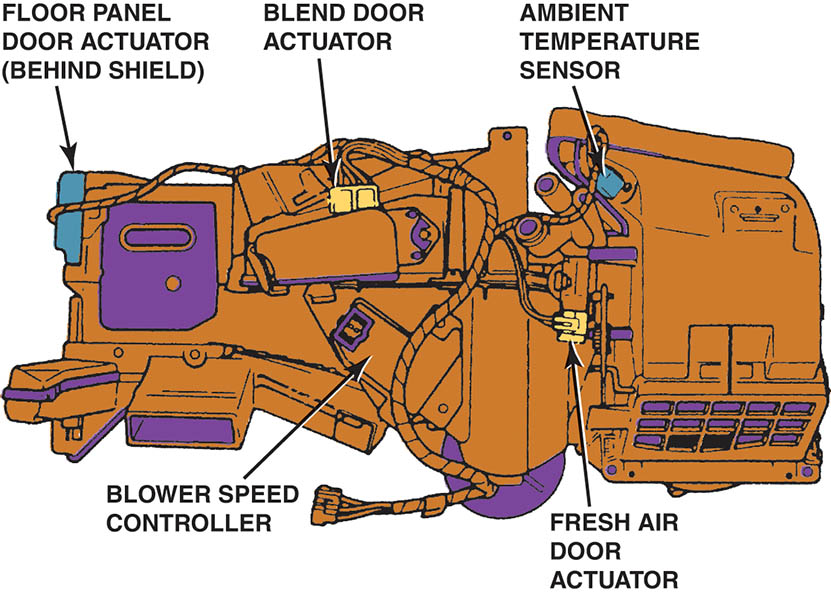 FLOOR PANEL
DOOR ACTUATOR
(BEHIND SHIELD)
BLEND DOOR
ACTUATOR
AMBIENT
TEMPERATURE
SENSOR
BLOWER SPEED
CONTROLLER
FRESH AIR
DOOR
ACTUATOR